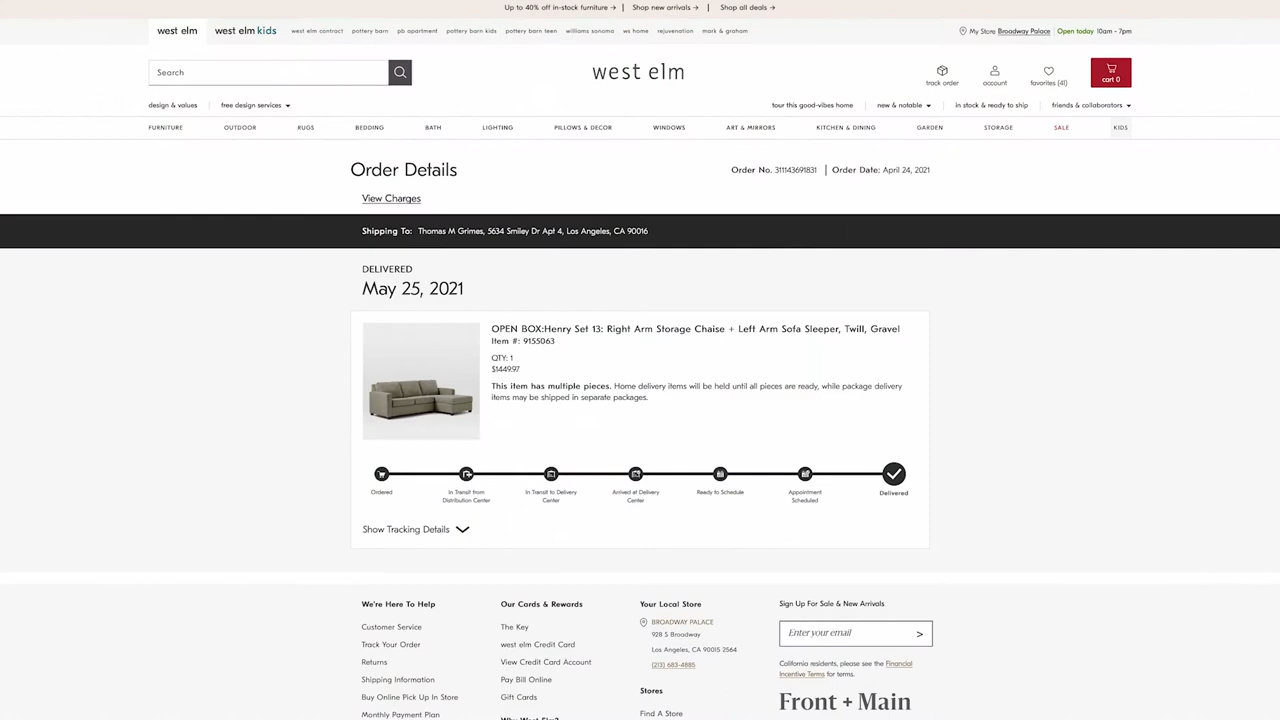 Up to 40% off in-stock furniture → | Shop new arrivals → | Shop all deals →
west elm west elm kids west elm contract pottery barn pb apartment pottery barn kids pottery barn teen williams sonoma ws home rejuvenation mark & graham My Store Broadway Palace Open today 10am - 7pm
Search
west elm
track order account favorites (41) cart 0
design & values free design services tour this good-vibes home new & notable in stock & ready to ship friends & collaborators
FURNITURE OUTDOOR RUGS BEDDING BATH LIGHTING PILLOWS & DECOR WINDOWS ART & MIRRORS KITCHEN & DINING GARDEN STORAGE SALE KIDS
Order Details
Order No. 311143691831 | Order Date: April 24, 2021
View Charges
Shipping To: Thomas M Grimes, 5634 Smiley Dr Apt 4, Los Angeles, CA 90016
DELIVERED
May 25, 2021
OPEN BOX:Henry Set 13: Right Arm Storage Chaise + Left Arm Sofa Sleeper, Twill, Gravel
Item #: 9155063
QTY: 1
$1449.97
This item has multiple pieces. Home delivery items will be held until all pieces are ready, while package delivery
items may be shipped in separate packages.
Ordered
In Transit from
Distribution Center
In Transit to Delivery
Center
Arrived at Delivery
Center
Ready to Schedule
Appointment
Scheduled
Delivered
Show Tracking Details
We're Here To Help
Customer Service
Track Your Order
Returns
Shipping Information
Buy Online Pick Up In Store
Monthly Payment Plan
Our Cards & Rewards
The Key
west elm Credit Card
View Credit Card Account
Pay Bill Online
Gift Cards
Why West Elm?
Your Local Store
BROADWAY PALACE
928 S Broadway
Los Angeles, CA 90015 2564
(213) 683-4885
Stores
Find A Store
Sign Up For Sale & New Arrivals
Enter your email >
California residents, please see the Financial
Incentive Terms for terms.
Front + Main